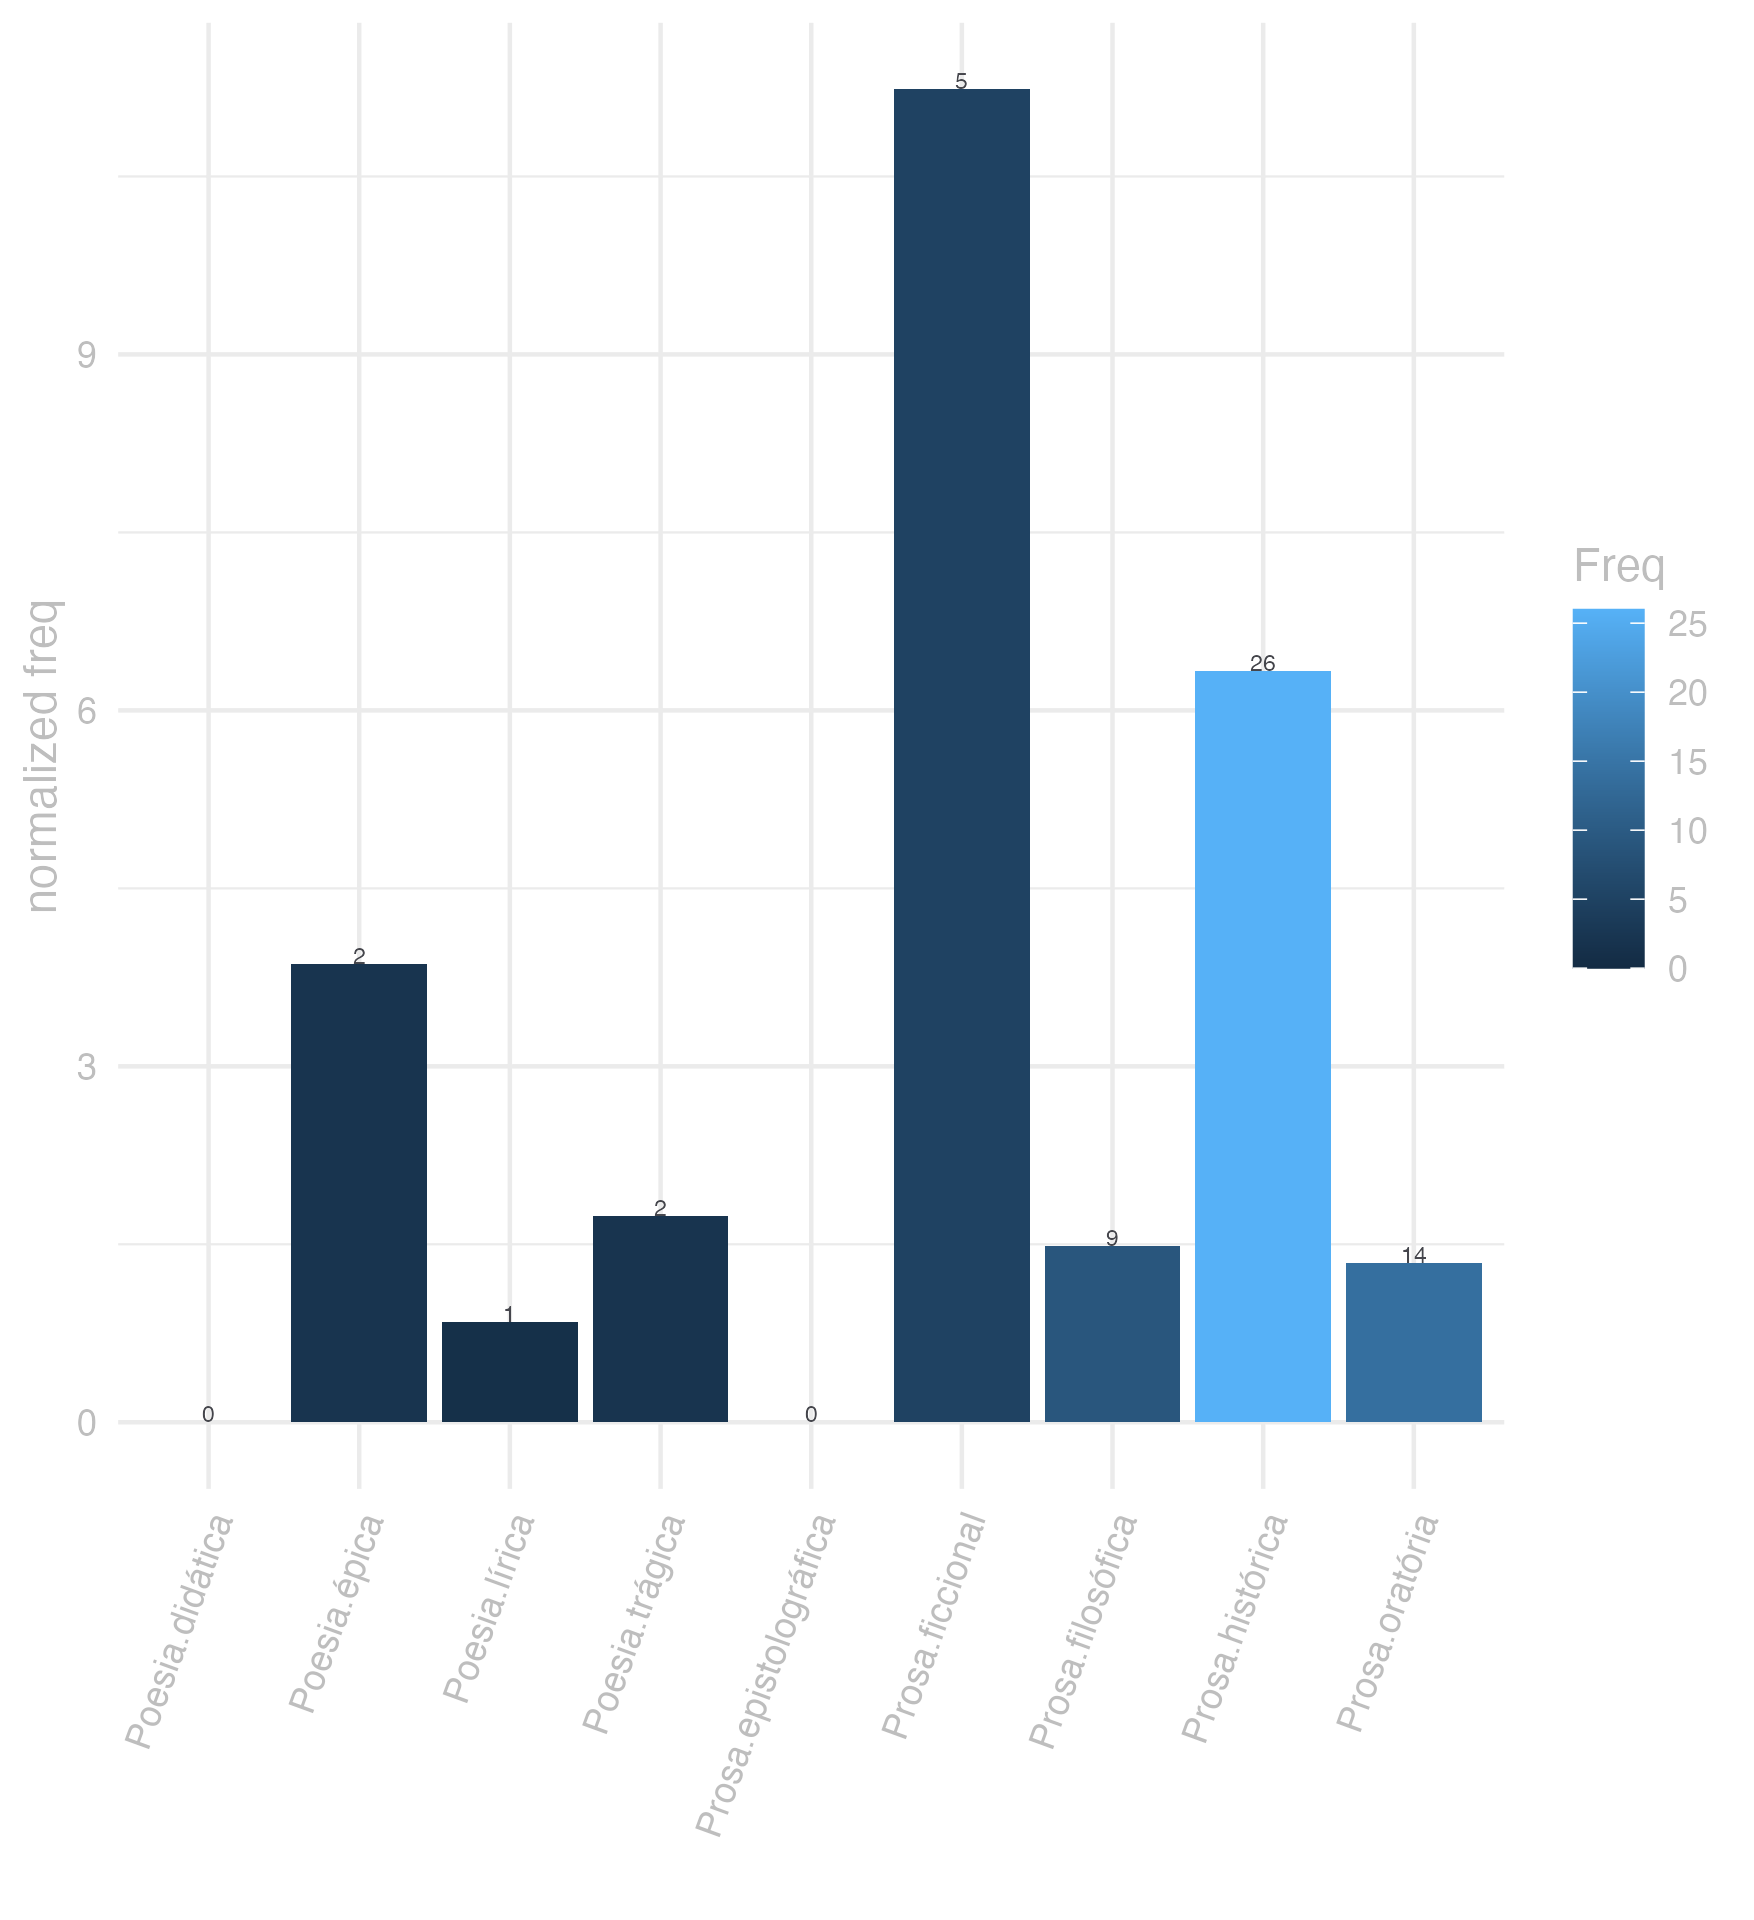 normalized freq
9
6
3
0
0
2
1
2
0
5
9
26
14
Poesia.didática
Poesia.épica
Poesia.lírica
Poesia.trágica
Prosa.epistolográfica
Prosa.ficcional
Prosa.filosófica
Prosa.histórica
Prosa.oratória
Freq
25
20
15
10
5
0